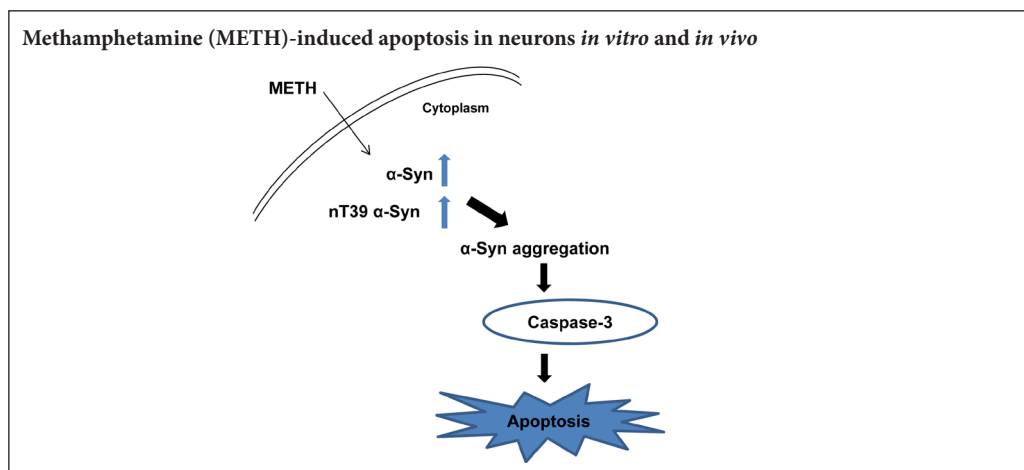 Methamphetamine (METH)-induced apoptosis in neurons in vitro and in vivo
METH
Cytoplasm
α-Syn
nT39 α-Syn
α-Syn aggregation
Caspase-3
Apoptosis